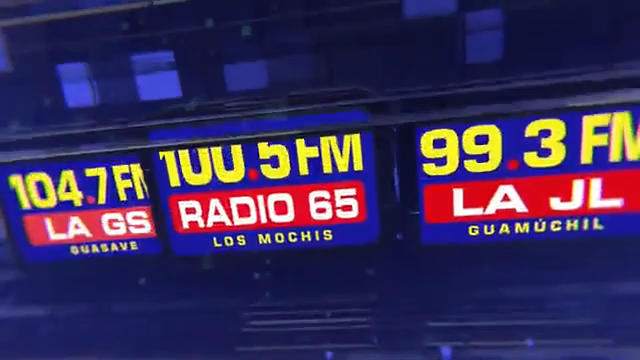 104.7 FM
LA GS
GUASAVE
100.5 FM
RADIO 65
LOS MOCHIS
99.3 FM
LA JL
GUAMÚCHIL